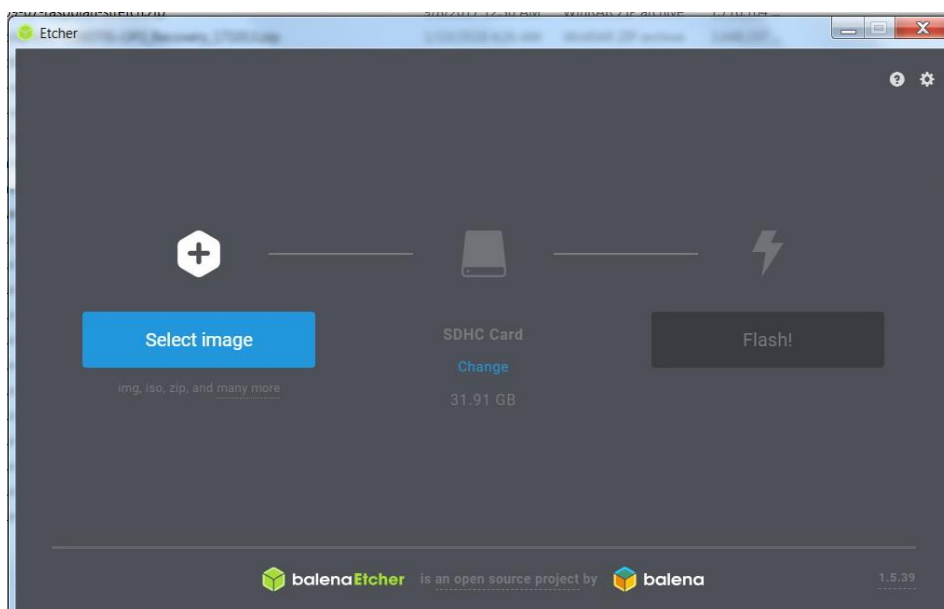 Etcher
Select image
img, iso, zip, and many more
SDHC Card
Change
31.91 GB
Flash!
balenaEtcher is an open source project by balena
1.5.39